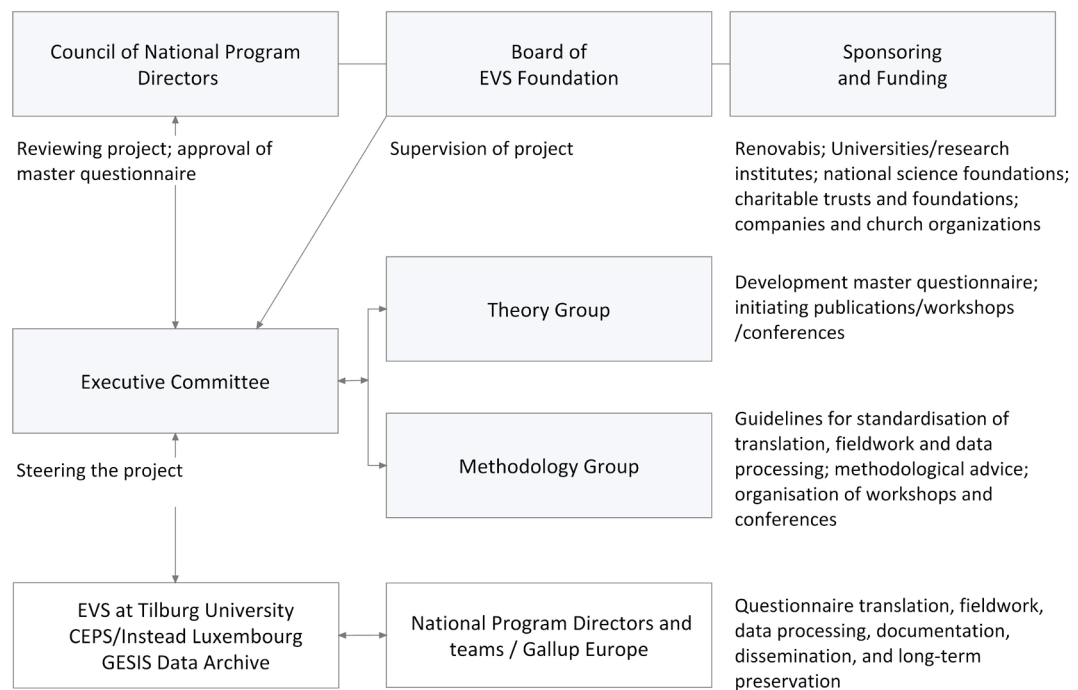 Council of National Program
Directors
Board of
EVS Foundation
Sponsoring
and Funding
Reviewing project; approval of
master questionnaire
Supervision of project
Renovabis; Universities/research
institutes; national science foundations;
charitable trusts and foundations;
companies and church organizations
Theory Group
Development master questionnaire;
initiating publications/workshops
/conferences
Executive Committee
Steering the project
Methodology Group
Guidelines for standardisation of
translation, fieldwork and data
processing; methodological advice;
organisation of workshops and
conferences
EVS at Tilburg University
CEPS/Instead Luxembourg
GESIS Data Archive
National Program Directors and
teams / Gallup Europe
Questionnaire translation, fieldwork,
data processing, documentation,
dissemination, and long-term
preservation